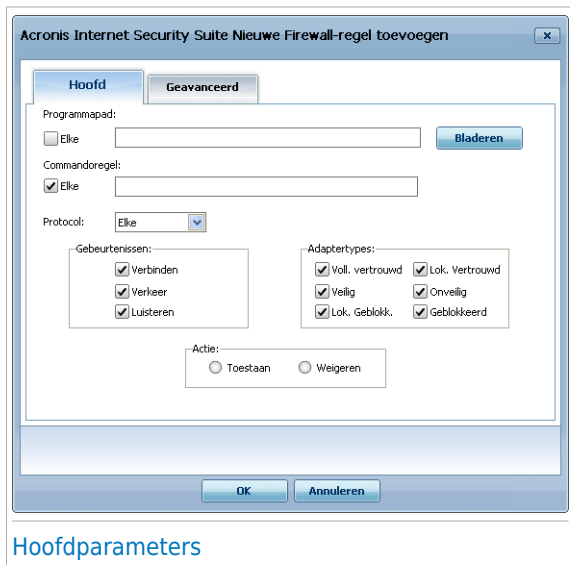 Acronis Internet Security Suite Nieuwe Firewall-regel toevoegen
Hoofd Geavanceerd
Programmapad:
Elke Bladeren
Commandoregel:
Elke
Protocol: Elke
Gebeurtenissen: Adaptertypes:
Verbinden Voll. vertrouwd Lok. Vertrouwd
Verkeer Veilig Onveilig
Luisteren Lok. Geblokk. Geblokkeerd
Actie:
Toestaan Weigeren
OK Annuleren
Hoofdparameters